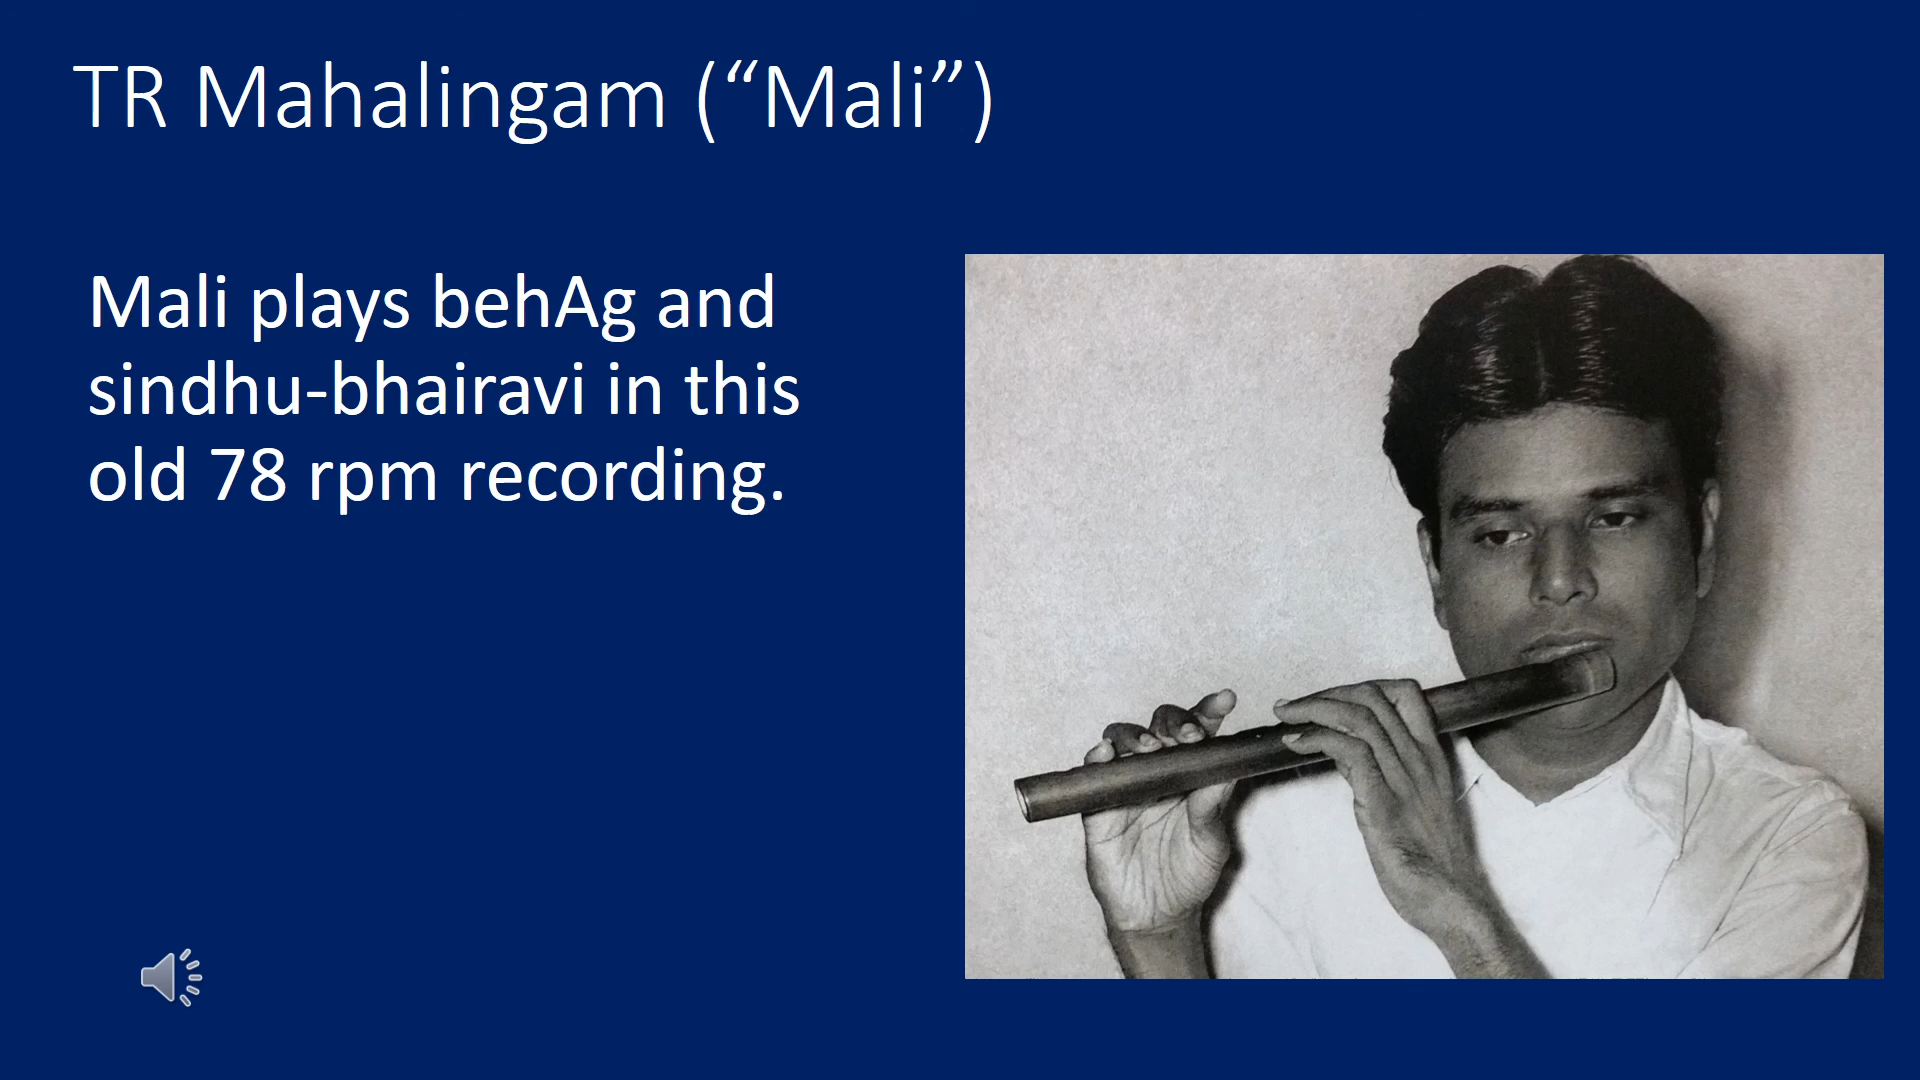 TR Mahalingam (“Mali”)
Mali plays behAg and
sindhu-bhairavi in this
old 78 rpm recording.